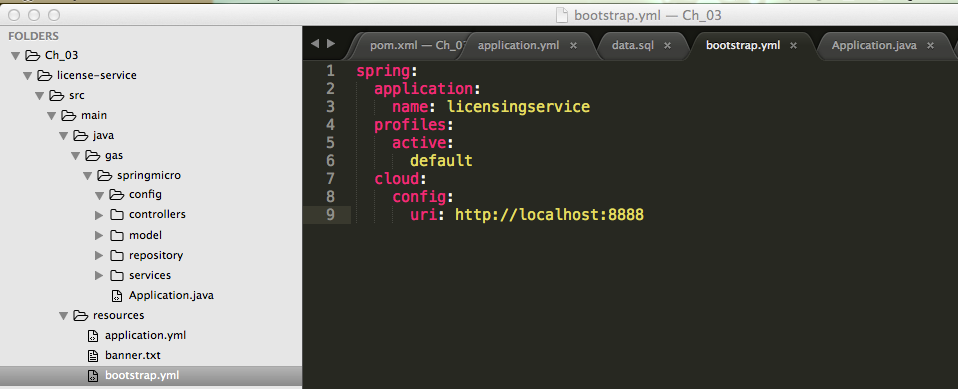 bootstrap.yml — Ch_03
FOLDERS
Ch_03
license-service
src
main
java
gas
springmicro
config
controllers
model
repository
services
Application.java
resources
application.yml
banner.txt
bootstrap.yml
pom.xml — Ch_0
application.yml ×
data.sql ×
bootstrap.yml ×
Application.java ×
1 spring:
2 application:
3 name: licensingservice
4 profiles:
5 active:
6 default
7 cloud:
8 config:
9 uri: http://localhost:8888